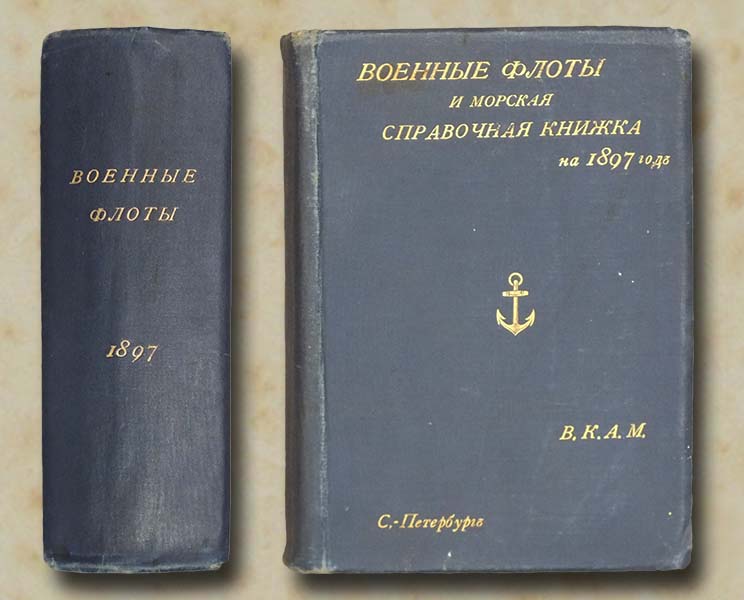 ВОЕННЫЕ
ФЛОТЫ
1897
ВОЕННЫЕ ФЛОТЫ
И МОРСКАЯ
СПРАВОЧНАЯ КНИЖКА
на 1897 годъ
В. К. А. М.
С.-Петербургъ